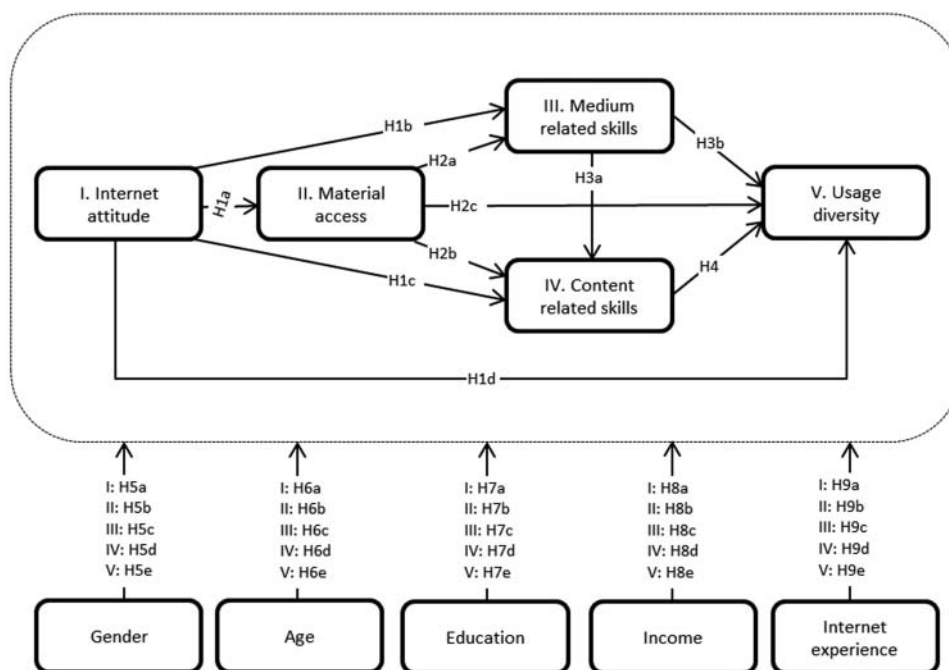 III. Medium
related skills
H1b
H3b
H2a
H3a
I. Internet
attitude
H1a
II. Material
access
H2c
V. Usage
diversity
H2b
H1c
H4
IV. Content
related skills
H1d
I: H5a
II: H5b
III: H5c
IV: H5d
V: H5e
I: H6a
II: H6b
III: H6c
IV: H6d
V: H6e
I: H7a
II: H7b
III: H7c
IV: H7d
V: H7e
I: H8a
II: H8b
III: H8c
IV: H8d
V: H8e
I: H9a
II: H9b
III: H9c
IV: H9d
V: H9e
Gender
Age
Education
Income
Internet
experience